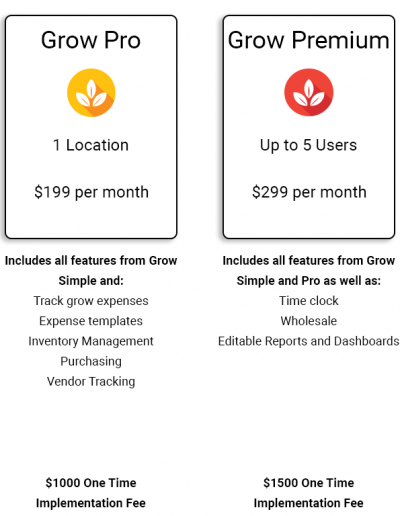 Grow Pro
1 Location
$199 per month
Includes all features from Grow
Simple and:
Track grow expenses
Expense templates
Inventory Management
Purchasing
Vendor Tracking
$1000 One Time
Implementation Fee
Grow Premium
Up to 5 Users
$299 per month
Includes all features from Grow
Simple and Pro as well as:
Time clock
Wholesale
Editable Reports and Dashboards
$1500 One Time
Implementation Fee